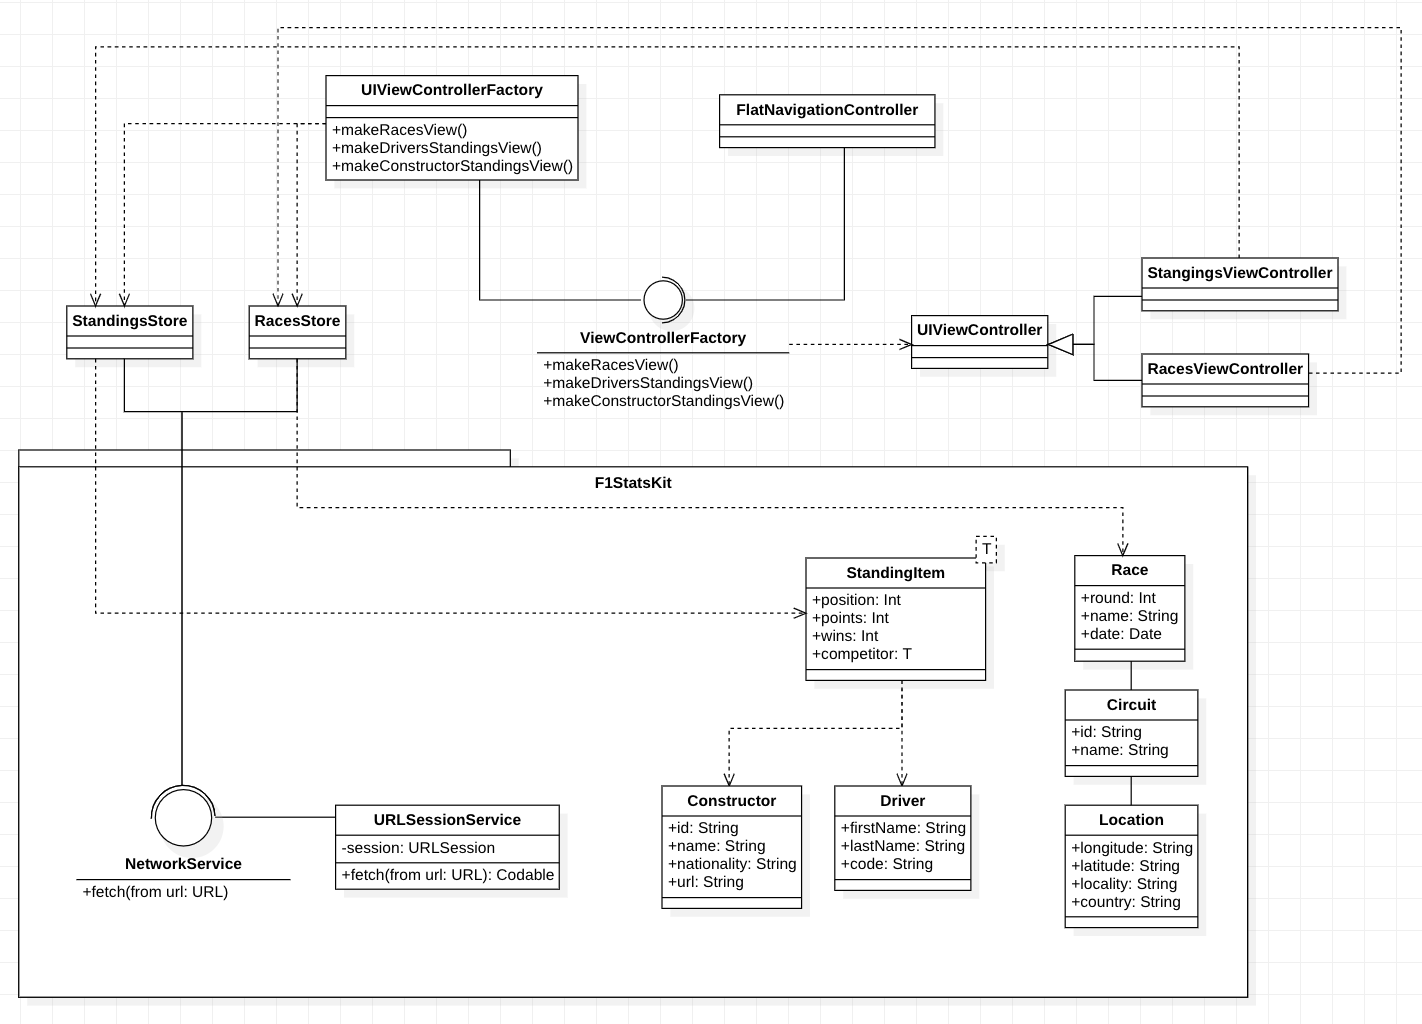 UIViewControllerFactory
+makeRacesView()
+makeDriversStandingsView()
+makeConstructorStandingsView()
FlatNavigationController
StandingsStore
RacesStore
ViewControllerFactory
+makeRacesView()
+makeDriversStandingsView()
+makeConstructorStandingsView()
UIViewController
StangingsViewController
RacesViewController
F1StatsKit
T
StandingItem
+position: Int
+points: Int
+wins: Int
+competitor: T
Race
+round: Int
+name: String
+date: Date
Circuit
+id: String
+name: String
NetworkService
+fetch(from url: URL)
URLSessionService
-session: URLSession
+fetch(from url: URL): Codable
Constructor
+id: String
+name: String
+nationality: String
+url: String
Driver
+firstName: String
+lastName: String
+code: String
Location
+longitude: String
+latitude: String
+locality: String
+country: String